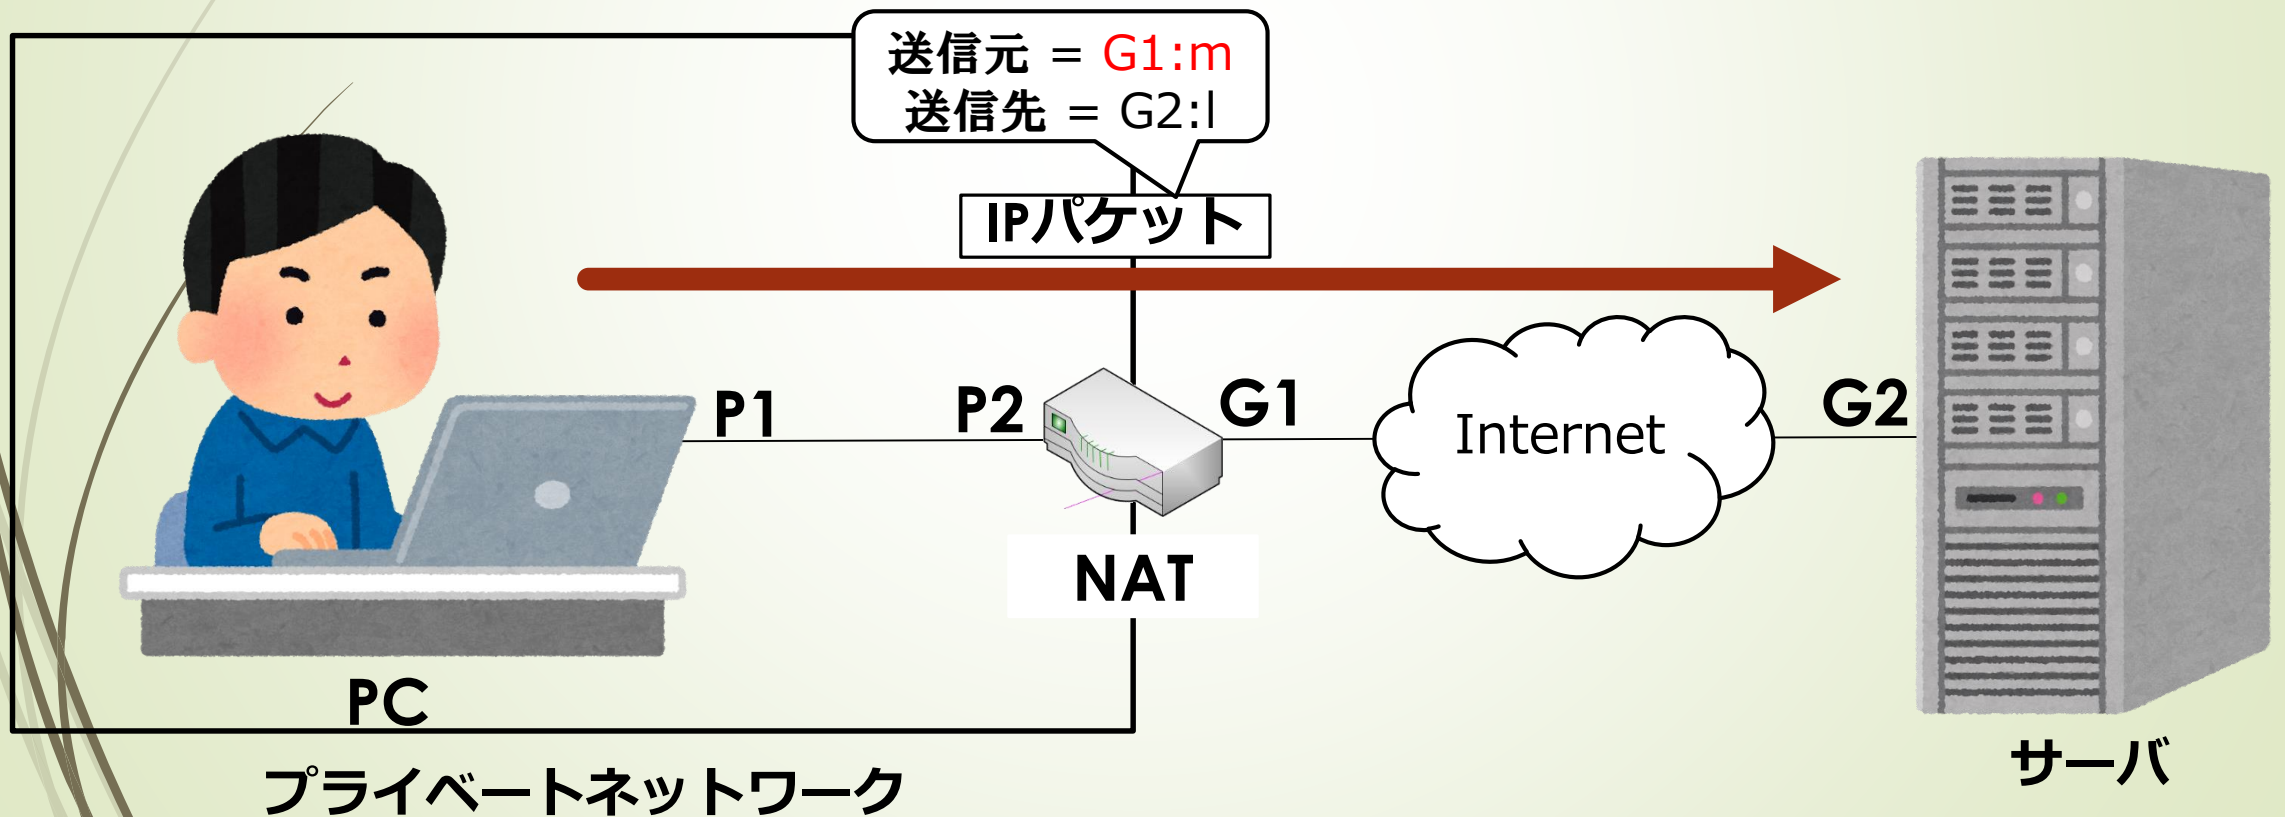 送信元 = G1:m
送信先 = G2:l
IPパケット
P1
P2
G1
Internet
G2
NAT
PC
サーバ
プライベートネットワーク